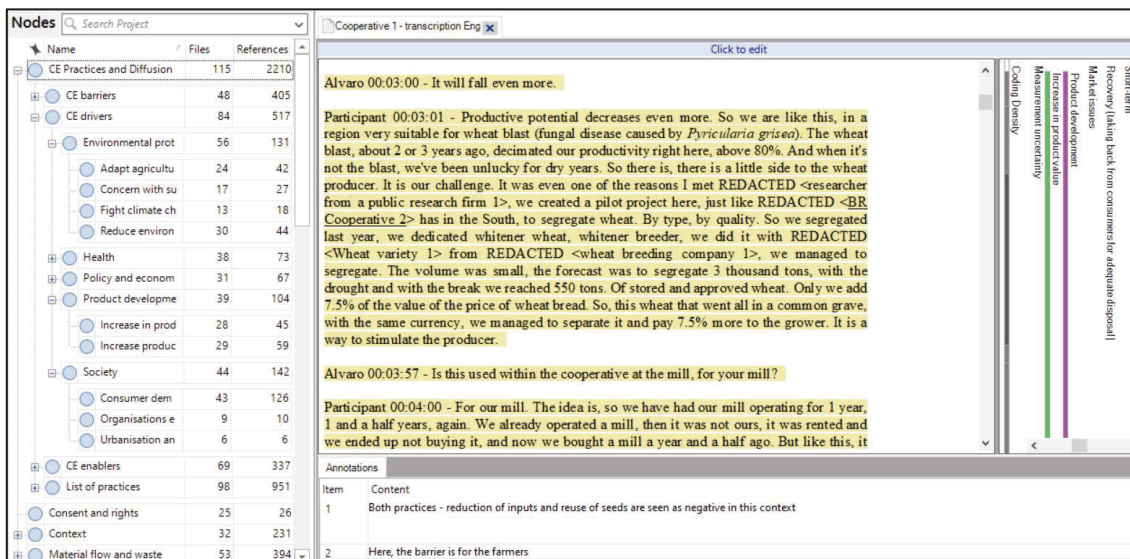 Nodes
Search Project
Name Files References
CE Practices and Diffusion 115 2210
CE barriers 48 405
CE drivers 84 517
Environmental prot 56 131
Adapt agricultu 24 42
Concern with su 17 27
Fight climate ch 13 18
Reduce environ 30 44
Health 38 73
Policy and econom 31 67
Product developme 39 104
Increase in prod 28 45
Increase produc 29 59
Society 44 142
Consumer dem 43 126
Organisations e 9 10
Urbanisation an 6 6
CE enablers 69 337
List of practices 98 951
Consent and rights 25 26
Context 32 231
Material flow and waste 53 394
Cooperative 1 - transcription Eng
Click to edit
Alvaro 00:03:00 - It will fall even more.
Participant 00:03:01 - Productive potential decreases even more. So we are like this, in a
region very suitable for wheat blast (fungal disease caused by Pyricularia grisea). The wheat
blast, about 2 or 3 years ago, decimated our productivity right here, above 80%. And when it's
not the blast, we've been unlucky for dry years. So there is, there is a little side to the wheat
producer. It is our challenge. It was even one of the reasons I met REDACTED <researcher
from a public research firm 1>, we created a pilot project here, just like REDACTED <BR
Cooperative 2> has in the South, to segregate wheat. By type, by quality. So we segregated
last year, we dedicated whitener wheat, whitener breeder, we did it with REDACTED
<Wheat variety 1> from REDACTED <wheat breeding company 1>, we managed to
segregate. The volume was small, the forecast was to segregate 3 thousand tons, with the
drought and with the break we reached 550 tons. Of stored and approved wheat. Only we add
7.5% of the value of the price of wheat bread. So, this wheat that went all in a common grave,
with the same currency, we managed to separate it and pay 7.5% more to the grower. It is a
way to stimulate the producer.
Alvaro 00:03:57 - Is this used within the cooperative at the mill, for your mill?
Participant 00:04:00 - For our mill. The idea is, so we have had our mill operating for 1 year,
1 and a half years, again. We already operated a mill, then it was not ours, it was rented and
we ended up not buying it, and now we bought a mill a year and a half ago. But like this, it
Coding Density
Measurement uncertainty
Increase in product value
Product development
Market issues
Recovery [taking back from consumers for adequate disposal]
Short-term
Annotations
Item Content
1 Both practices - reduction of inputs and reuse of seeds are seen as negative in this context
2 Here, the barrier is for the farmers